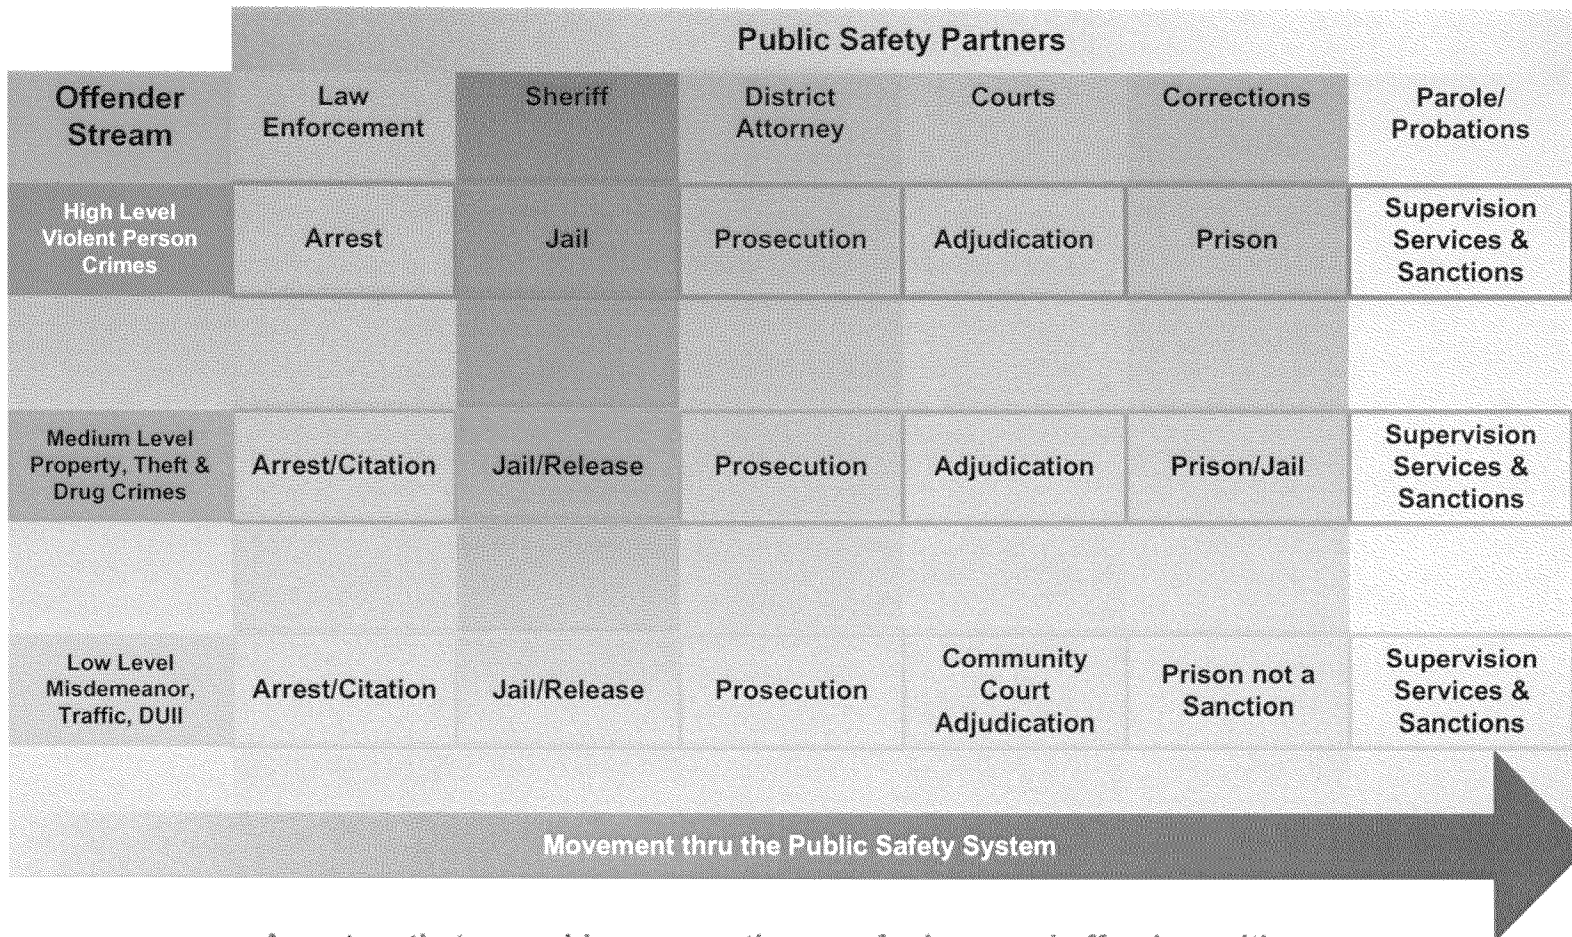 Public Safety Partners
Offender
Stream
Law
Enforcement
Sheriff
District
Attorney
Courts
Corrections
Parole/
Probations
High Level
Violent Person
Crimes
Arrest
Jail
Prosecution
Adjudication
Prison
Supervision
Services &
Sanctions
Medium Level
Property, Theft &
Drug Crimes
Arrest/Citation
Jail/Release
Prosecution
Adjudication
Prison/Jail
Supervision
Services &
Sanctions
Low Level
Misdemeanor,
Traffic, DUII
Arrest/Citation
Jail/Release
Prosecution
Community
Court
Adjudication
Prison not a
Sanction
Supervision
Services &
Sanctions
Movement thru the Public Safety System